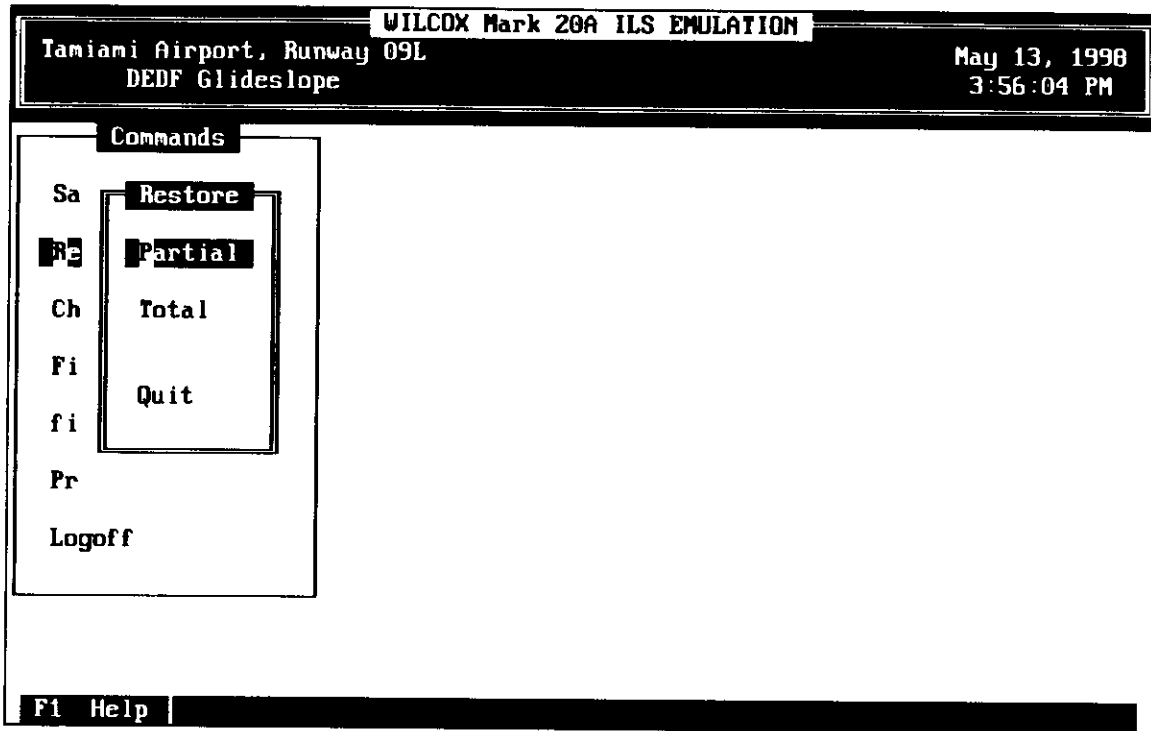 WILCOX Mark 20A ILS EMULATION
Tamiami Airport, Runway 09L
May 13, 1998
DEDF Glideslope
3:56:04 PM
Commands
Sa
Restore
Re
Partial
Ch
Total
Fi
Quit
fi
Pr
Logoff
F1 Help